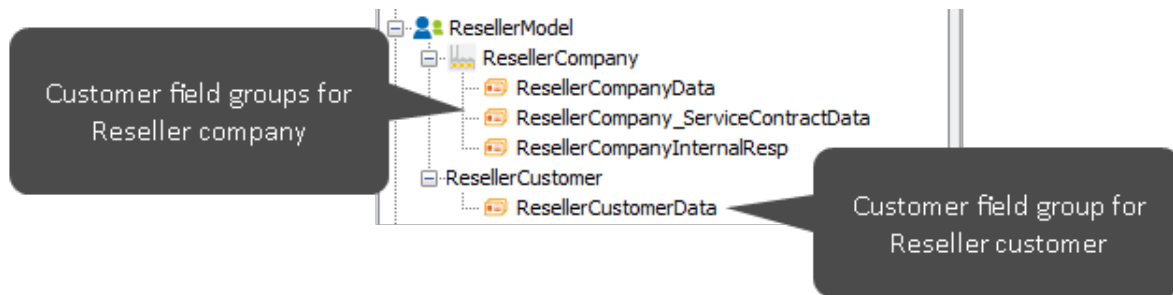 ResellerModel
ResellerCompany
Customer field groups for
Reseller company
ResellerCompanyData
ResellerCompany_ServiceContractData
ResellerCompanyInternalResp
ResellerCustomer
ResellerCustomerData
Customer field group for
Reseller customer